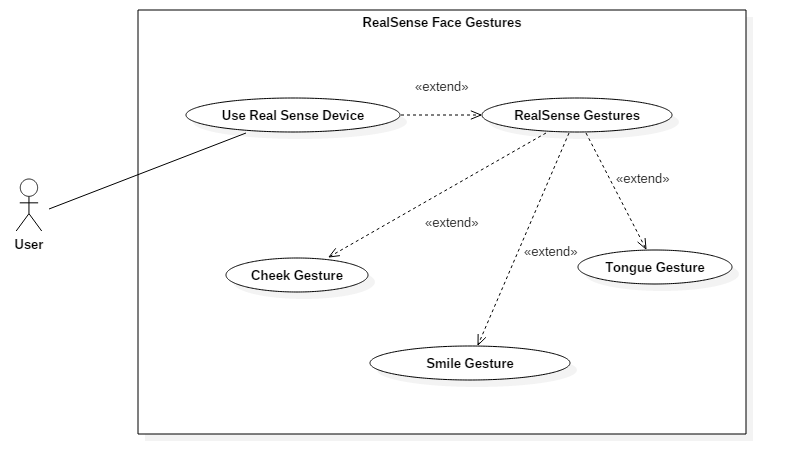 RealSense Face Gestures
«extend»
Use Real Sense Device
RealSense Gestures
«extend»
«extend»
User
«extend»
Cheek Gesture
Tongue Gesture
Smile Gesture